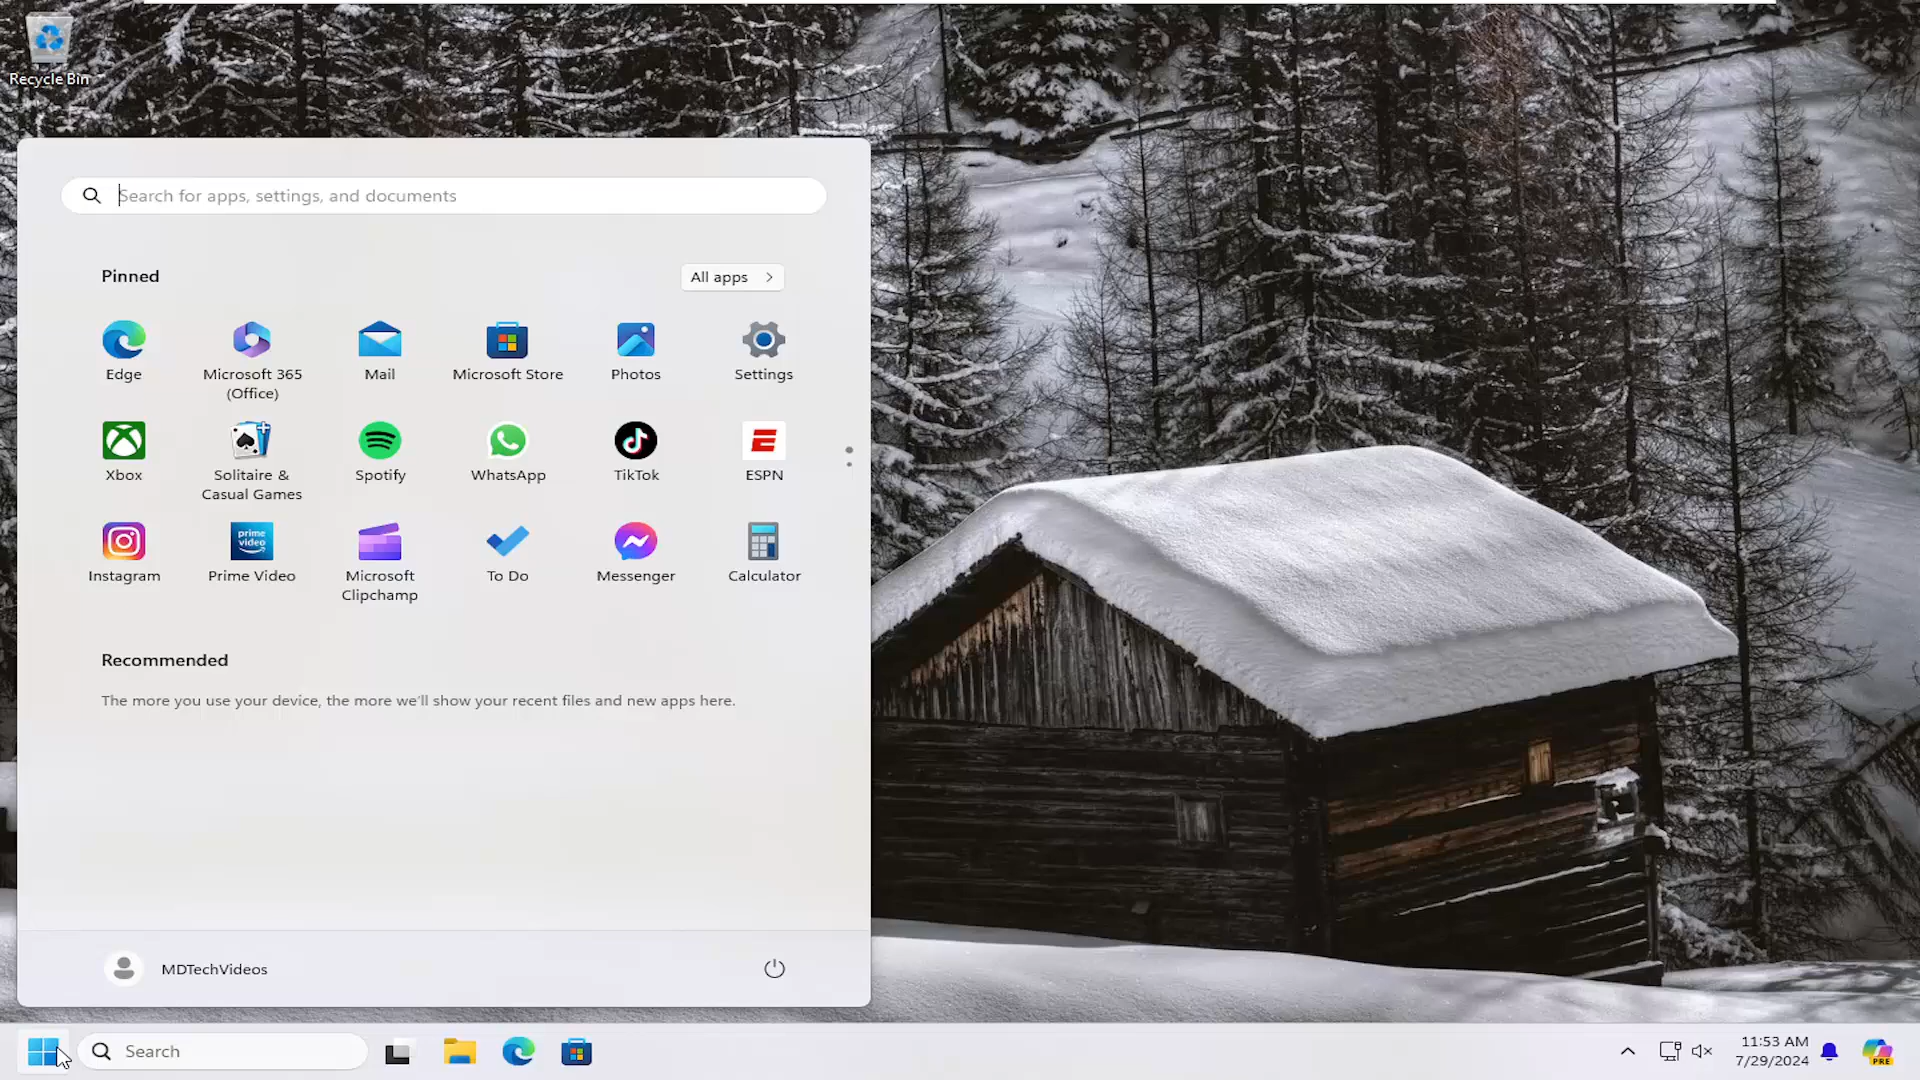 Recycle Bin
Search for apps, settings, and documents
Pinned
All apps
Edge
Microsoft 365
(Office)
Mail
Microsoft Store
Photos
Settings
Xbox
Solitaire &
Casual Games
Spotify
WhatsApp
TikTok
ESPN
prime
video
Instagram
Prime Video
Microsoft
Clipchamp
To Do
Messenger
Calculator
Recommended
The more you use your device, the more we'll show your recent files and new apps here.
MDTechVideos
Search
11:53 AM
7/29/2024
PRE